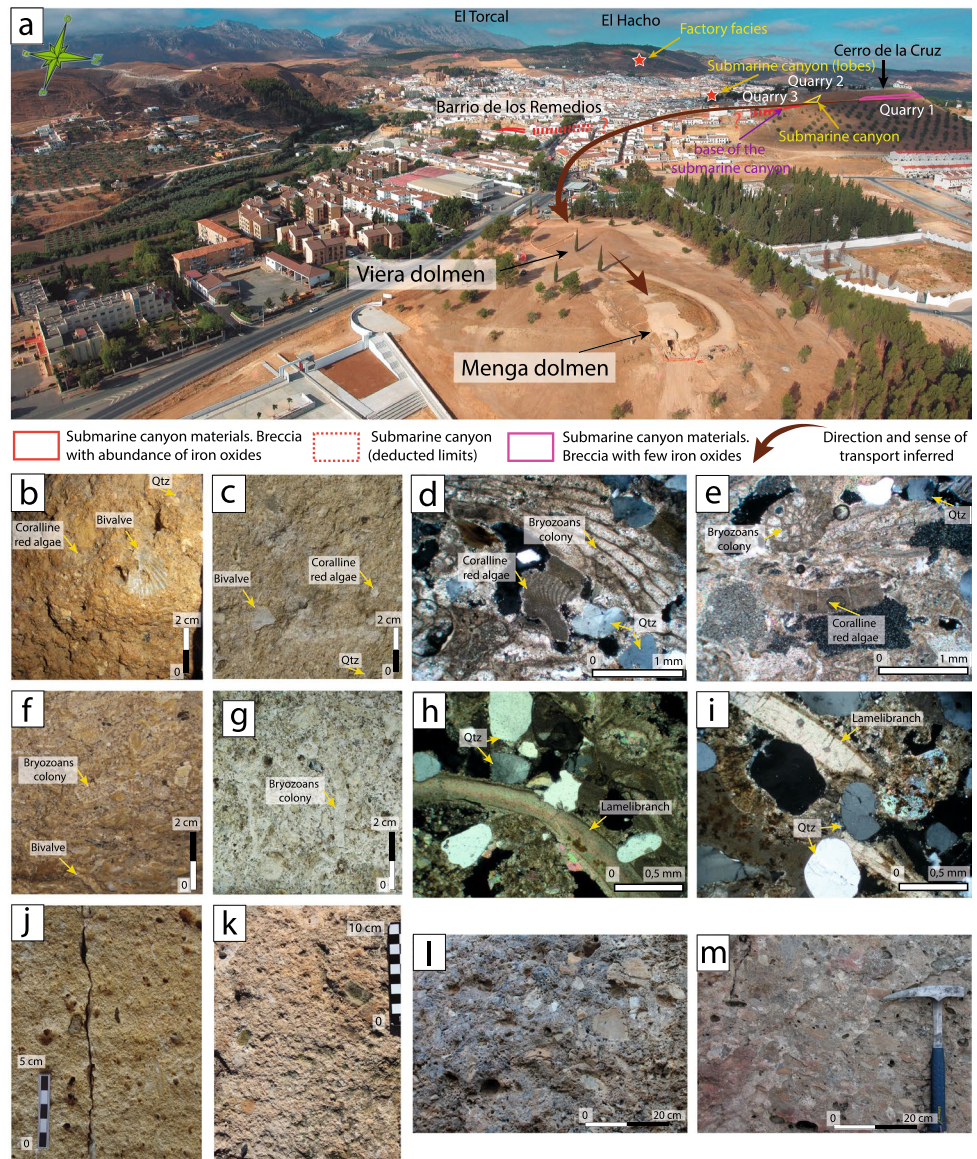 a
El Torcal
El Hacho
Factory facies
Cerro de la Cruz
Submarine canyon (lobes)
Quarry 2
Quarry 3
Quarry 1
Barrio de los Remedios
?
?
Submarine canyon
base of the
submarine canyon
Viera dolmen
Menga dolmen
Submarine canyon materials. Breccia
with abundance of iron oxides
Submarine canyon
(deducted limits)
Submarine canyon materials.
Breccia with few iron oxides
Direction and sense of
transport inferred
b
Qtz
Bivalve
Coralline
red algae
2 cm
0
c
Coralline
red algae
Bivalve
Qtz
2 cm
0
d
Bryozoans
colony
Coralline
red algae
Qtz
0
1 mm
e
Qtz
Bryozoans
colony
Coralline
red algae
0
1 mm
f
Bryozoans
colony
Bivalve
2 cm
0
g
Bryozoans
colony
2 cm
0
h
Qtz
Lamelibranch
0
0,5 mm
i
Lamelibranch
Qtz
0
0,5 mm
j
5 cm
0
k
10 cm
0
l
0
20 cm
m
0
20 cm